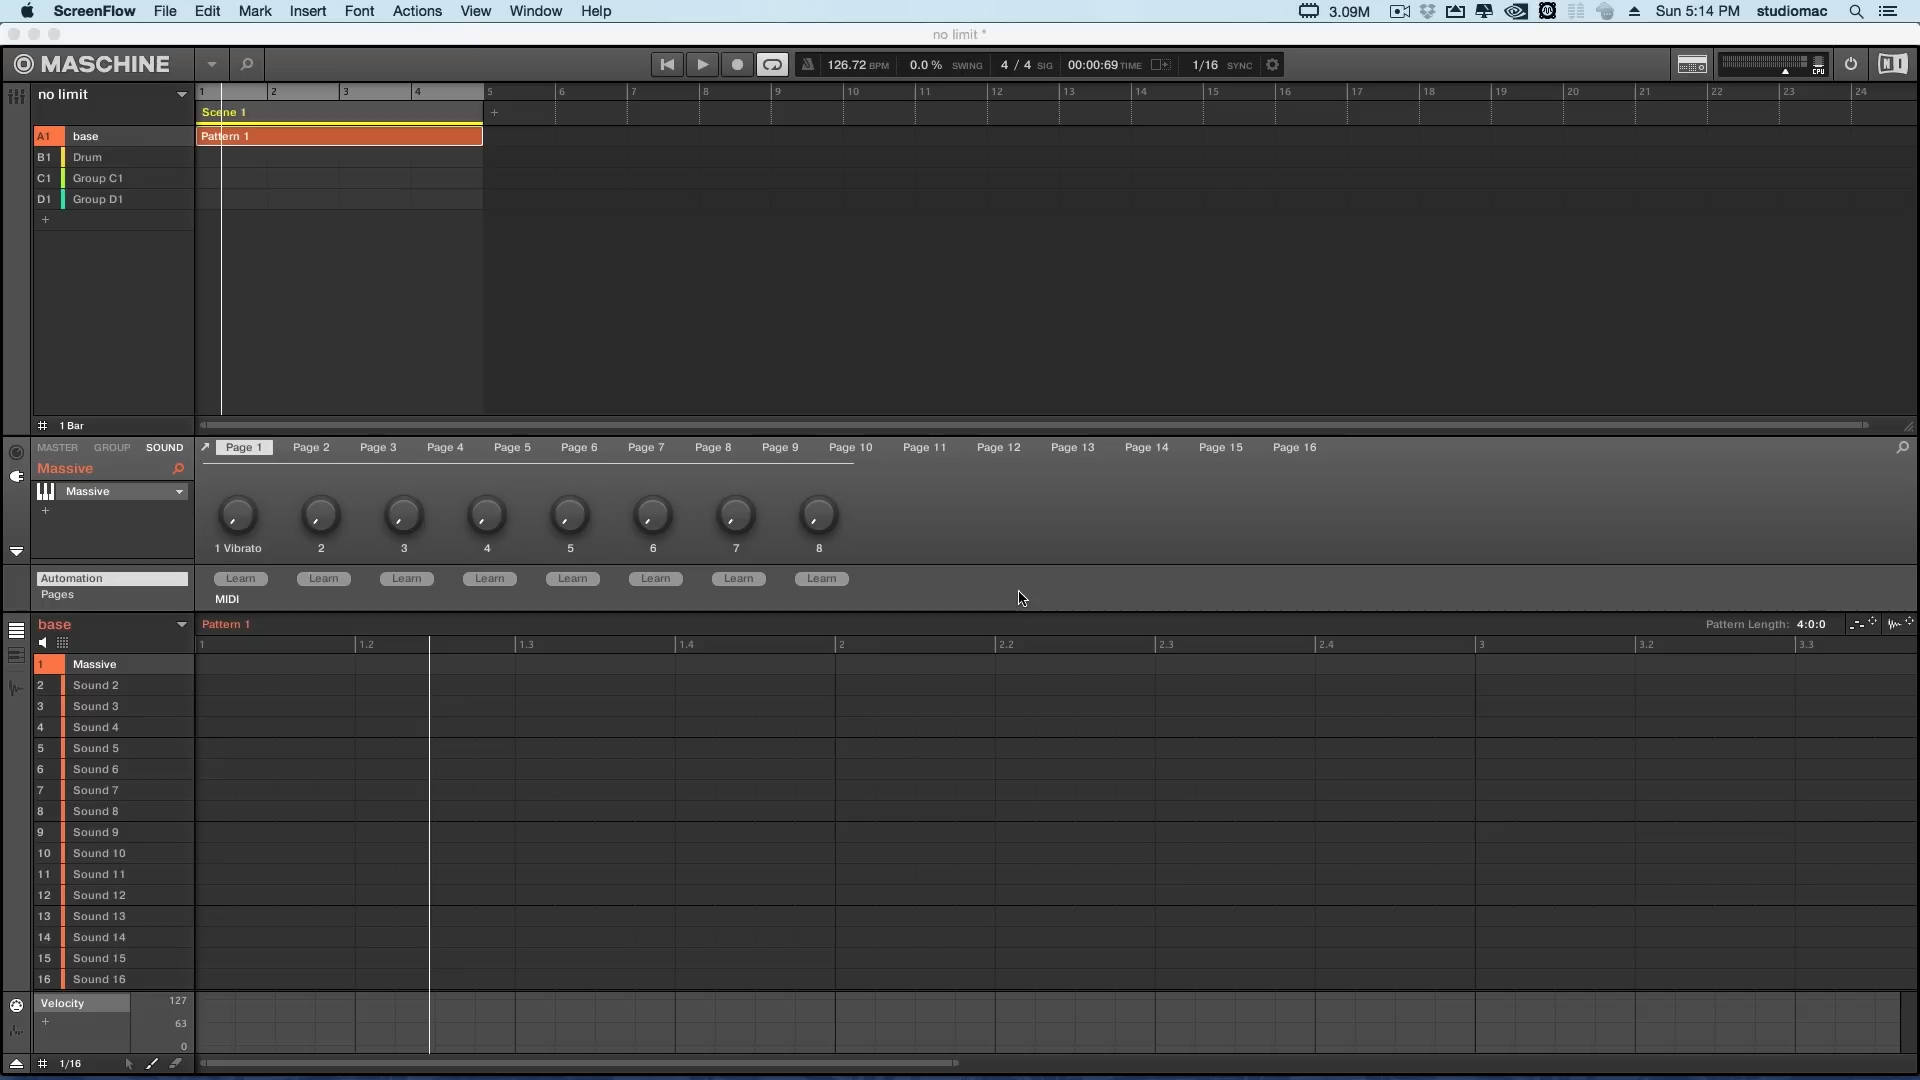 ScreenFlow File Edit Mark Insert Font Actions View Window Help 3.09M Sun 5:14 PM studiomac
no limit *
MASCHINE 126.72 BPM 0.0 % SWING 4 / 4 SIG 00:00:69 TIME 1/16 SYNC CPU
no limit 1 2 3 4 5 6 7 8 9 10 11 12 13 14 15 16 17 18 19 20 21 22 23 24
Scene 1 +
A1 base Pattern 1
B1 Drum
C1 Group C1
D1 Group D1
+
1 Bar
MASTER GROUP SOUND Page 1 Page 2 Page 3 Page 4 Page 5 Page 6 Page 7 Page 8 Page 9 Page 10 Page 11 Page 12 Page 13 Page 14 Page 15 Page 16
Massive
Massive
+
1 Vibrato 2 3 4 5 6 7 8
Automation Learn Learn Learn Learn Learn Learn Learn Learn
Pages MIDI
base Pattern 1 Pattern Length: 4:0:0
1 1.2 1.3 1.4 2 2.2 2.3 2.4 3 3.2 3.3
1 Massive
2 Sound 2
3 Sound 3
4 Sound 4
5 Sound 5
6 Sound 6
7 Sound 7
8 Sound 8
9 Sound 9
10 Sound 10
11 Sound 11
12 Sound 12
13 Sound 13
14 Sound 14
15 Sound 15
16 Sound 16
Velocity 127
+ 63
0
1/16